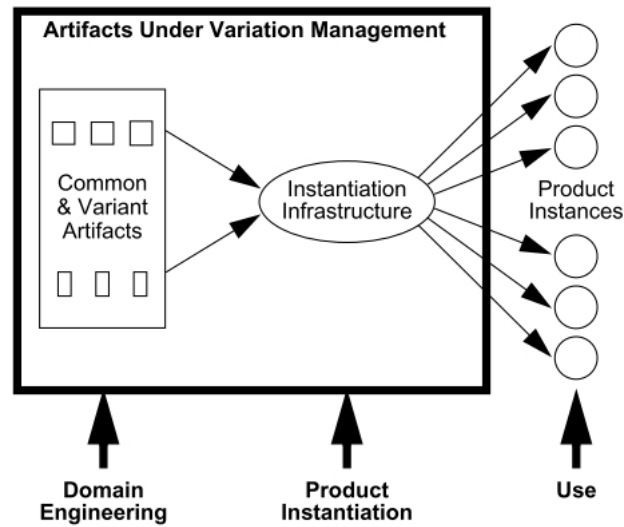 Artifacts Under Variation Management
Common
& Variant
Artifacts
Instantiation
Infrastructure
Product
Instances
Domain
Engineering
Product
Instantiation
Use